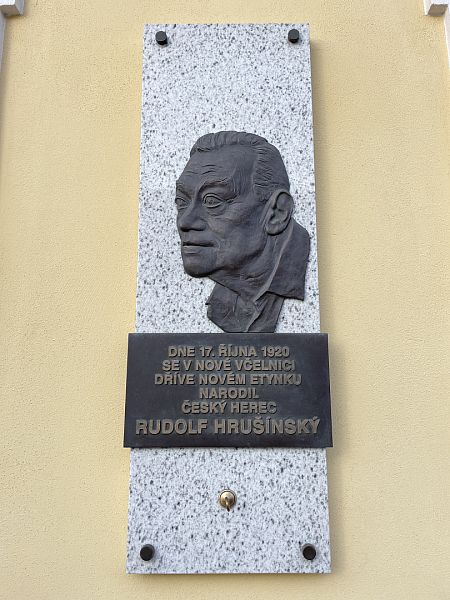 DNE 17. ŘÍJNA 1920
SE V NOVÉ VČELNICI
DŘÍVE NOVÉM ETYNKU
NARODIL
ČESKÝ HEREC
RUDOLF HRUŠÍNSKÝ